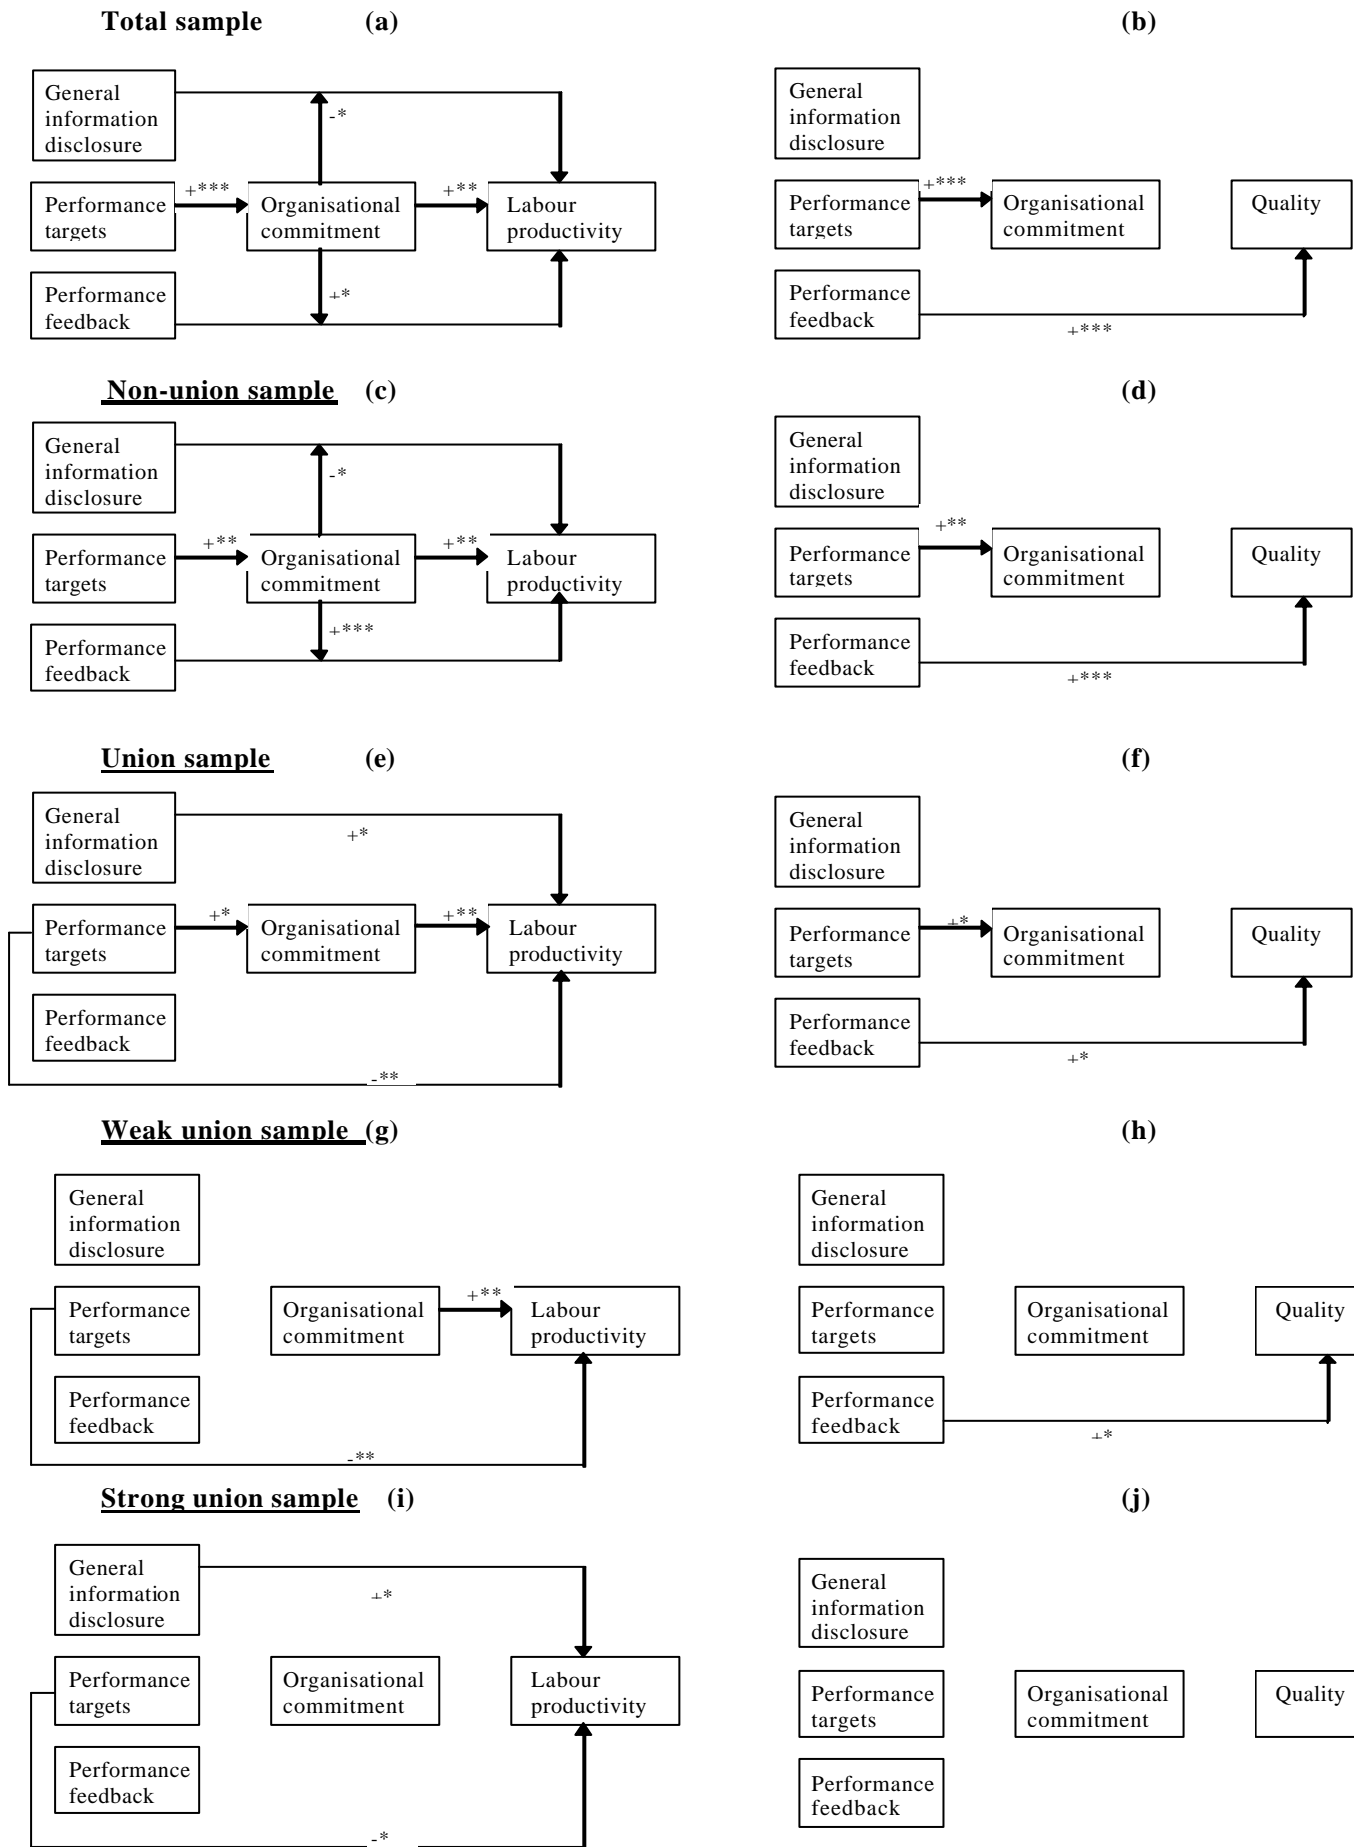 Total sample (a)
General
information
disclosure
-*
Performance
targets
+***
Organisational
commitment
+**
Labour
productivity
+*
Performance
feedback
(b)
General
information
disclosure
Performance
targets
+***
Organisational
commitment
Quality
Performance
feedback
+***
Non-union sample (c)
General
information
disclosure
-*
Performance
targets
+**
Organisational
commitment
+**
Labour
productivity
+***
Performance
feedback
(d)
General
information
disclosure
Performance
targets
+**
Organisational
commitment
Quality
Performance
feedback
+***
Union sample (e)
General
information
disclosure
+*
Performance
targets
+*
Organisational
commitment
+**
Labour
productivity
Performance
feedback
-**
(f)
General
information
disclosure
Performance
targets
+*
Organisational
commitment
Quality
Performance
feedback
+*
Weak union sample (g)
General
information
disclosure
Performance
targets
Organisational
commitment
+**
Labour
productivity
Performance
feedback
-**
(h)
General
information
disclosure
Performance
targets
Organisational
commitment
Quality
Performance
feedback
+*
Strong union sample (i)
General
information
disclosure
+*
Performance
targets
Organisational
commitment
Labour
productivity
Performance
feedback
-*
(j)
General
information
disclosure
Performance
targets
Organisational
commitment
Quality
Performance
feedback